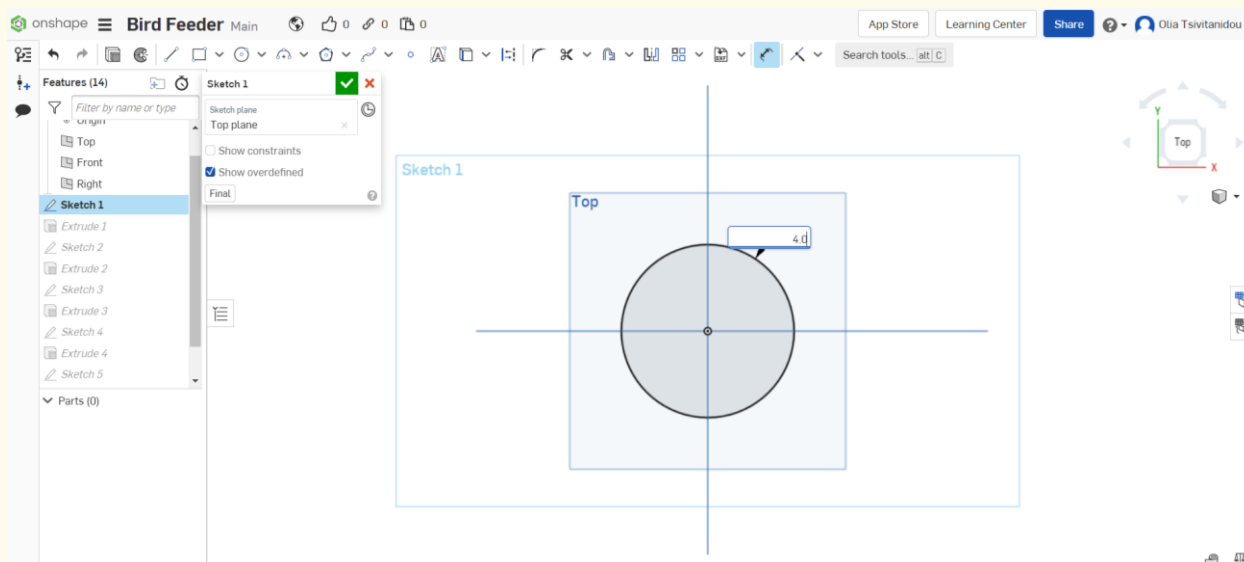 onshape Bird Feeder Main 0 0 0 App Store Learning Center Share Olia Tsivitanidou
Search tools... alt C
Features (14)
Filter by name or type
Origin
Top
Front
Right
Sketch 1
Extrude 1
Sketch 2
Extrude 2
Sketch 3
Extrude 3
Sketch 4
Extrude 4
Sketch 5
Parts (0)
Sketch 1
Sketch plane
Top plane
Show constraints
Show overdefined
Final
Sketch 1
Top
4.0
Y
Top
X